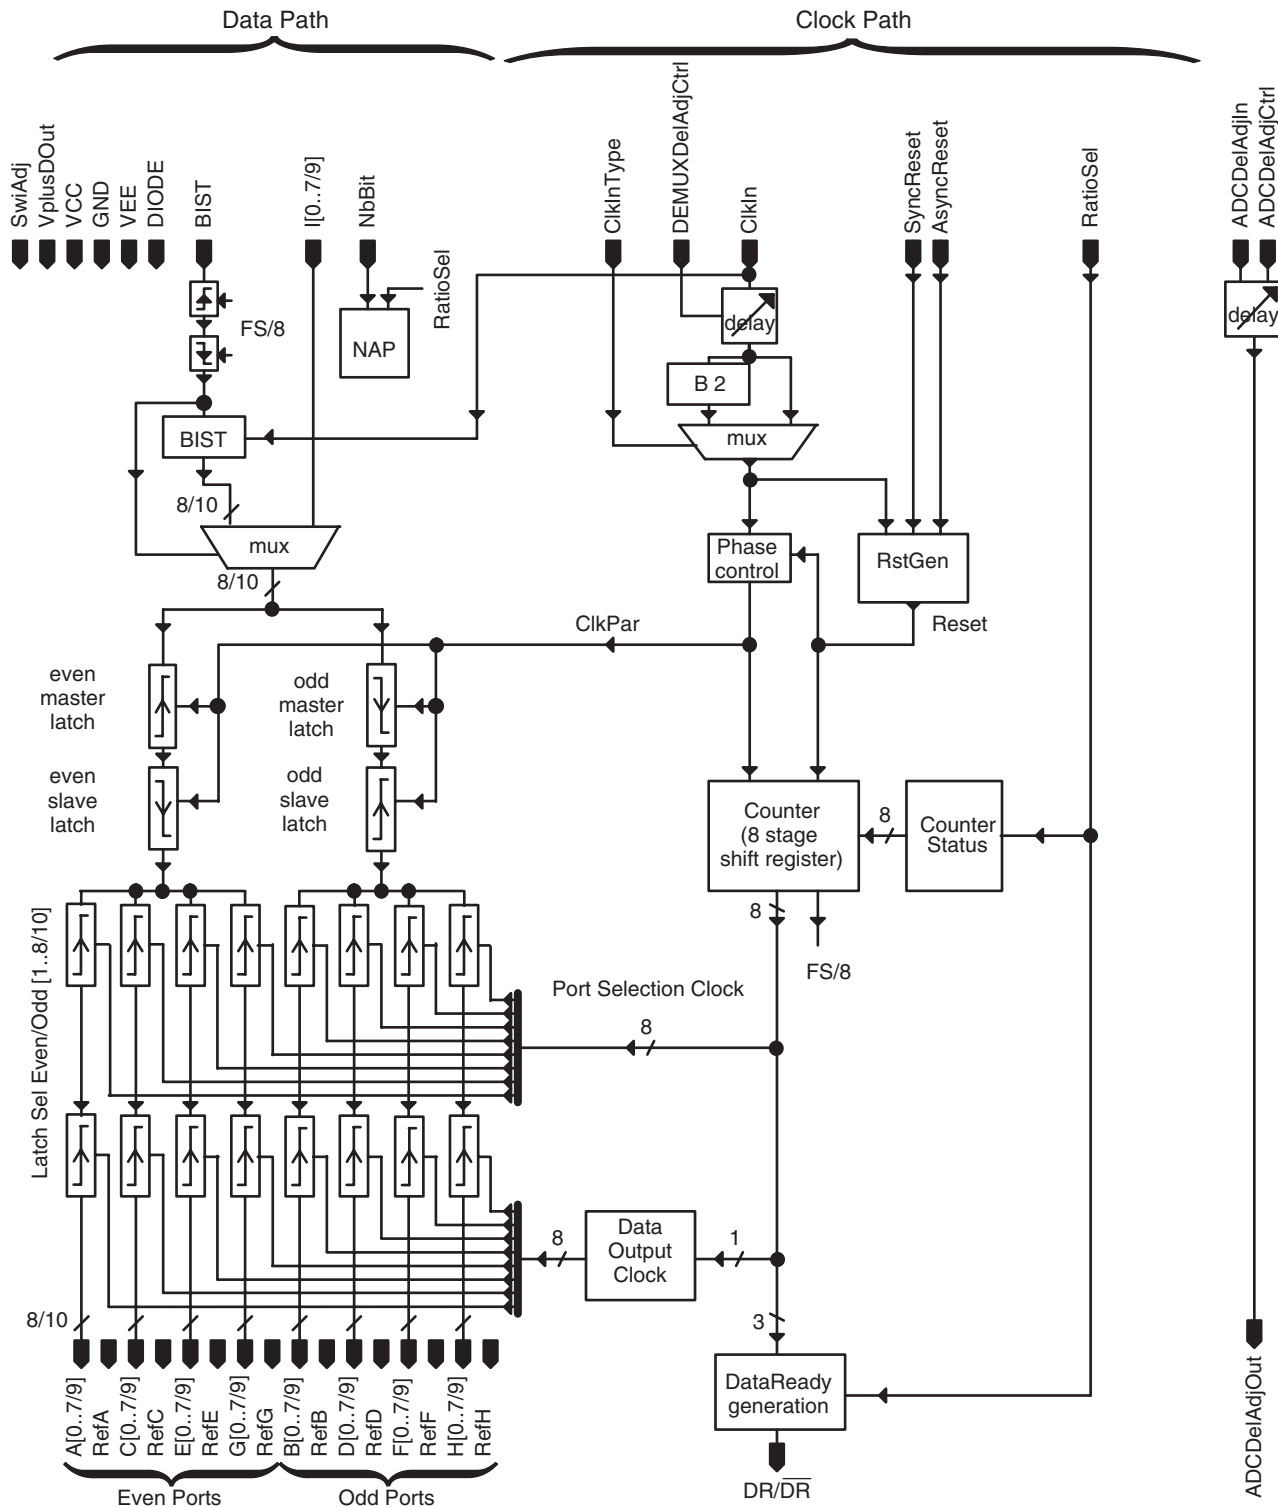 Data Path
Clock Path
SwiAdj
VplusDOut
VCC
GND
VEE
DIODE
BIST
I[0..7/9]
NbBit
ClkInType
DEMUXDelAdjCtrl
ClkIn
SyncReset
AsyncReset
RatioSel
ADCDelAdjIn
ADCDelAdjCtrl
FS/8
RatioSel
NAP
delay
delay
B 2
BIST
mux
8/10
mux
8/10
Phase
control
RstGen
ClkPar
Reset
even
master
latch
odd
master
latch
even
slave
latch
odd
slave
latch
Counter
(8 stage
shift register)
8
Counter
Status
8
FS/8
Latch Sel Even/Odd [1..8/10]
Port Selection Clock
8
8
Data
Output
Clock
1
3
8/10
DataReady
generation
A[0..7/9]
RefA
C[0..7/9]
RefC
E[0..7/9]
RefE
G[0..7/9]
RefG
B[0..7/9]
RefB
D[0..7/9]
RefD
F[0..7/9]
RefF
H[0..7/9]
RefH
ADCDelAdjOut
Even Ports
Odd Ports
DR/D̅R̅